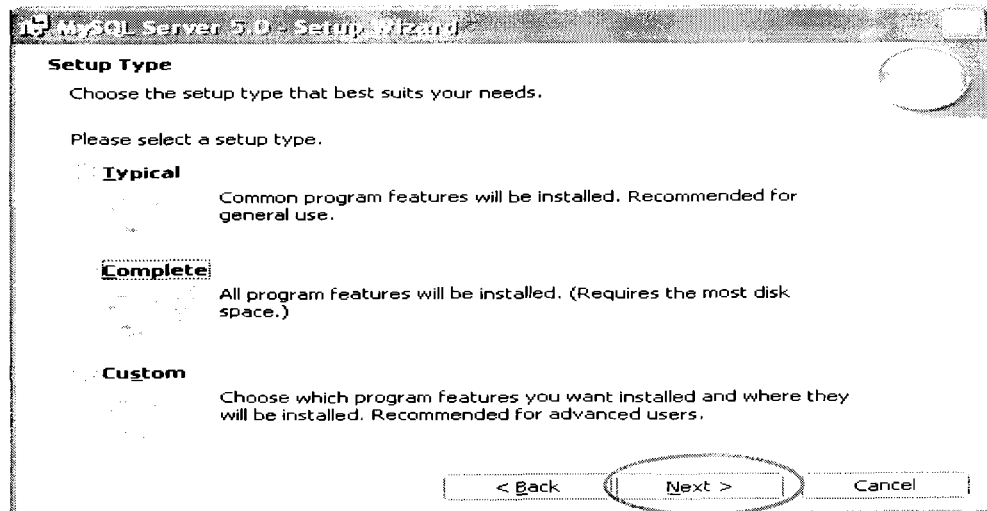 MySQL Server 5.0 - Setup Wizard
Setup Type
Choose the setup type that best suits your needs.
Please select a setup type.
Typical
Common program features will be installed. Recommended for
general use.
Complete
All program features will be installed. (Requires the most disk
space.)
Custom
Choose which program features you want installed and where they
will be installed. Recommended for advanced users.
< Back
Next >
Cancel